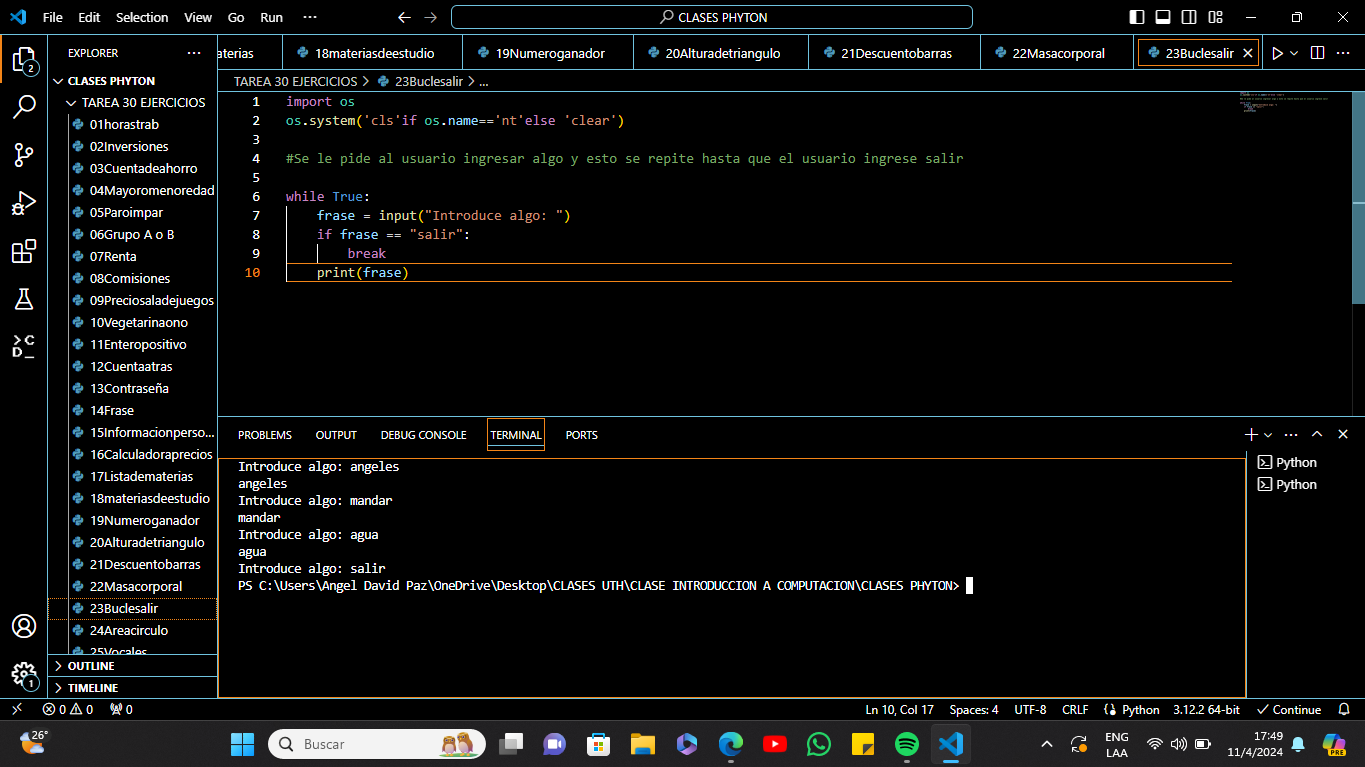 File Edit Selection View Go Run ··· CLASES PHYTON
EXPLORER ···
aterias 18materiasdeestudio 19Numeroganador 20Alturadetriangulo 21Descuentobarras 22Masacorporal 23Buclesalir
CLASES PHYTON
TAREA 30 EJERCICIOS
01horastrab
02Inversiones
03Cuentadeahorro
04Mayoromenoredad
05Paroimpar
06Grupo A o B
07Renta
08Comisiones
09Preciosaladejuegos
10Vegetarinaono
11Enteropositivo
12Cuentaatras
13Contraseña
14Frase
15Informacionperso...
16Calculadoraprecios
17Listadematerias
18materiasdeestudio
19Numeroganador
20Alturadetriangulo
21Descuentobarras
22Masacorporal
23Buclesalir
24Areacirculo
25Vocales
OUTLINE
TIMELINE
2
1
TAREA 30 EJERCICIOS > 23Buclesalir > ...
1 import os
2 os.system('cls'if os.name=='nt'else 'clear')
3
4 #Se le pide al usuario ingresar algo y esto se repite hasta que el usuario ingrese salir
5
6 while True:
7     frase = input("Introduce algo: ")
8     if frase == "salir":
9         break
10     print(frase)
PROBLEMS OUTPUT DEBUG CONSOLE TERMINAL PORTS
Introduce algo: angeles
angeles
Introduce algo: mandar
mandar
Introduce algo: agua
agua
Introduce algo: salir
PS C:\Users\Angel David Paz\OneDrive\Desktop\CLASES UTH\CLASE INTRODUCCION A COMPUTACION\CLASES PHYTON>
Python
Python
0 0 0 Ln 10, Col 17 Spaces: 4 UTF-8 CRLF Python 3.12.2 64-bit Continue
26° Buscar ENG
LAA
17:49
11/4/2024
PRE